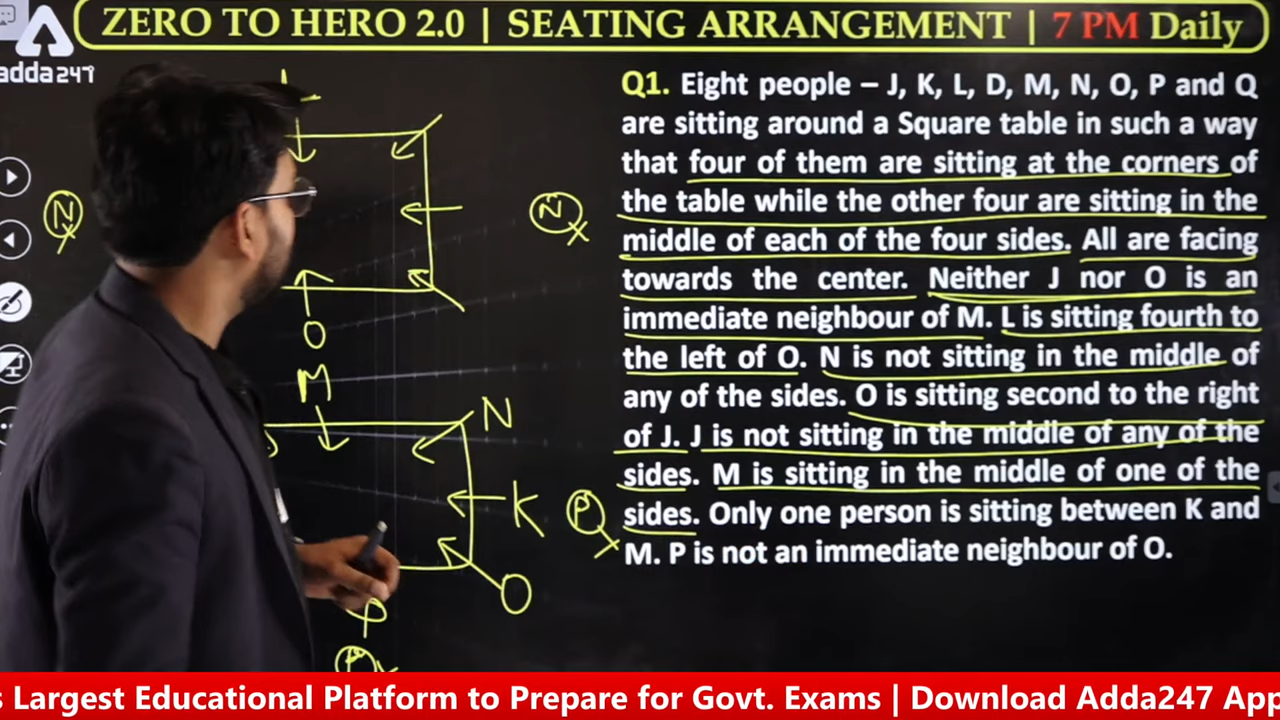 ZERO TO HERO 2.0 | SEATING ARRANGEMENT | 7 PM Daily
adda247
Q1. Eight people – J, K, L, D, M, N, O, P and Q
are sitting around a Square table in such a way
that four of them are sitting at the corners of
the table while the other four are sitting in the
middle of each of the four sides. All are facing
towards the center. Neither J nor O is an
immediate neighbour of M. L is sitting fourth to
the left of O. N is not sitting in the middle of
any of the sides. O is sitting second to the right
of J. J is not sitting in the middle of any of the
sides. M is sitting in the middle of one of the
sides. Only one person is sitting between K and
M. P is not an immediate neighbour of O.
N
N
O
M
N
K
P
O
P
s Largest Educational Platform to Prepare for Govt. Exams | Download Adda247 App